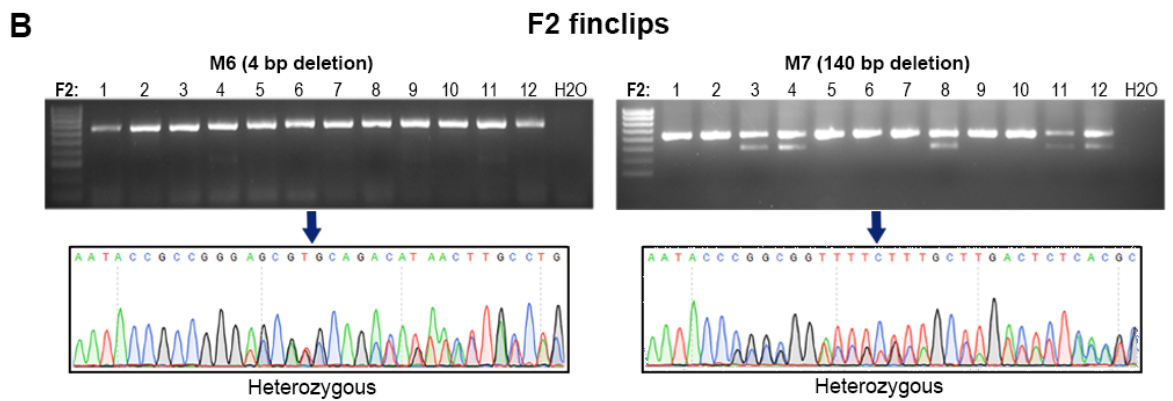 B
F2 finclips
M6 (4 bp deletion)
F2: 1 2 3 4 5 6 7 8 9 10 11 12 H2O
M7 (140 bp deletion)
F2: 1 2 3 4 5 6 7 8 9 10 11 12 H2O
A A T A C C G C C G G G A G C G T G C A G A C A T A A C T T G C C T G
Heterozygous
A A T A C C C G G C G G T T T T C T T T G C T T G A C T C T C A C G C
Heterozygous